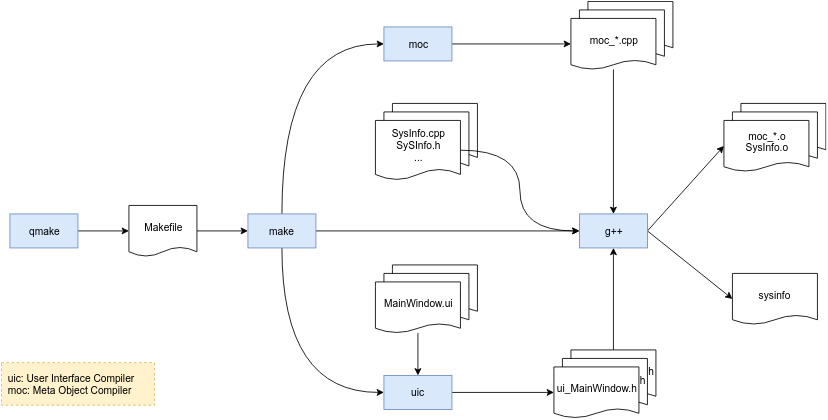 moc
moc_*.cpp
SysInfo.cpp
SySInfo.h
...
moc_*.o
SysInfo.o
qmake
Makefile
make
g++
MainWindow.ui
sysinfo
uic
ui_MainWindow.h
h
h
uic: User Interface Compiler
moc: Meta Object Compiler